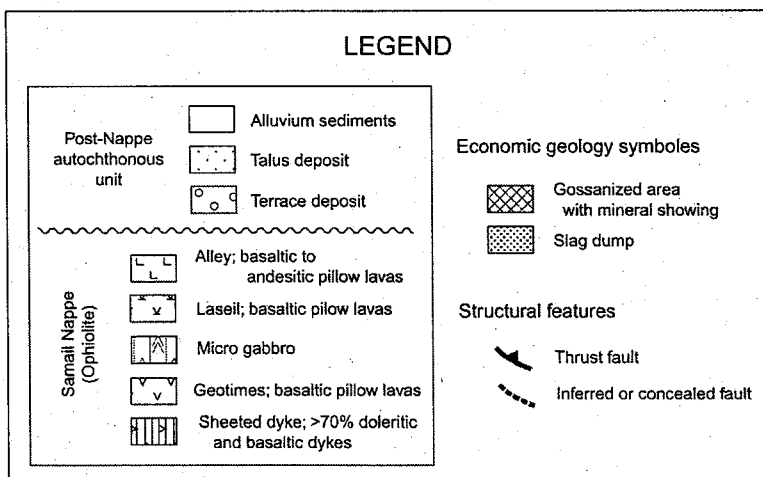 LEGEND
Post-Nappe
autochthonous
unit
Alluvium sediments
Talus deposit
Terrace deposit
Samail Nappe
(Ophiolite)
Alley; basaltic to
andesitic pillow lavas
Laseil; basaltic pilow lavas
Micro gabbro
Geotimes; basaltic pillow lavas
Sheeted dyke; >70% doleritic
and basaltic dykes
Economic geology symboles
Gossanized area
with mineral showing
Slag dump
Structural features
Thrust fault
Inferred or concealed fault